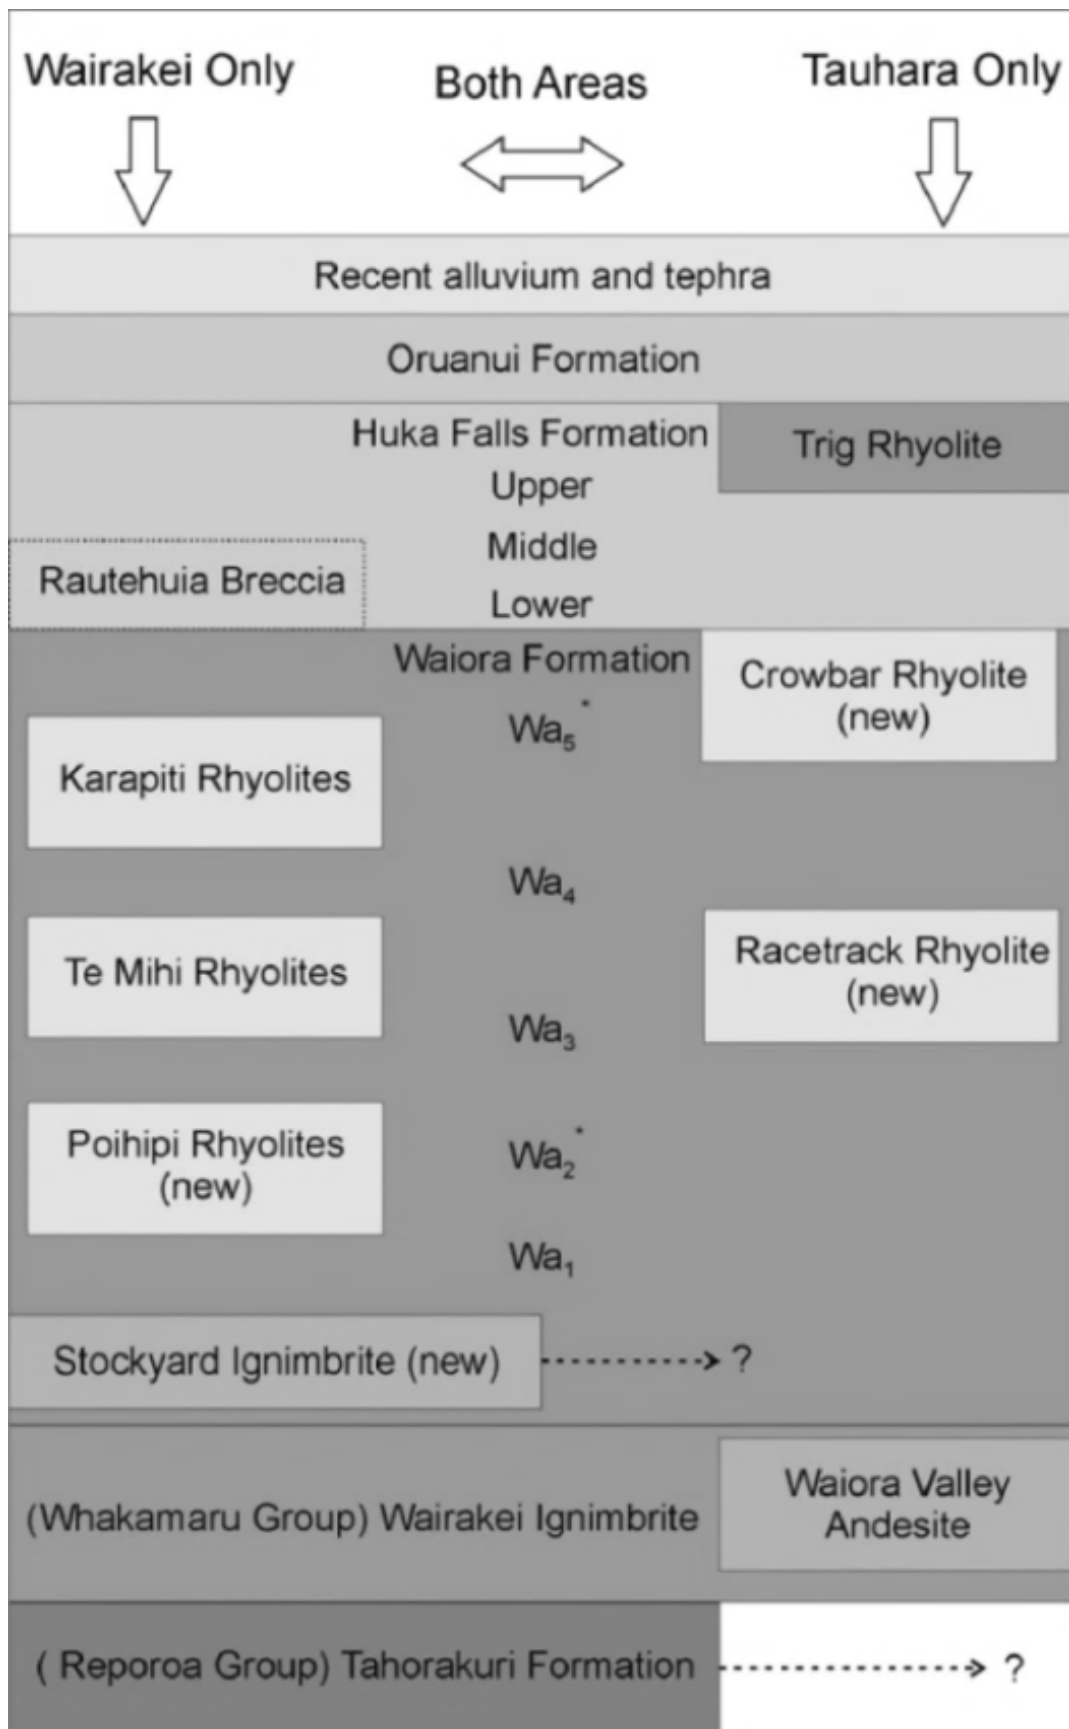 Wairakei Only
Both Areas
Tauhara Only
Recent alluvium and tephra
Oruanui Formation
Huka Falls Formation
Trig Rhyolite
Upper
Middle
Rautehuia Breccia
Lower
Waiora Formation
Crowbar Rhyolite
(new)
Wa5*
Karapiti Rhyolites
Wa4
Te Mihi Rhyolites
Racetrack Rhyolite
(new)
Wa3
Poihipi Rhyolites
(new)
Wa2*
Wa1
Stockyard Ignimbrite (new)
?
(Whakamaru Group) Wairakei Ignimbrite
Waiora Valley
Andesite
( Reporoa Group) Tahorakuri Formation
?